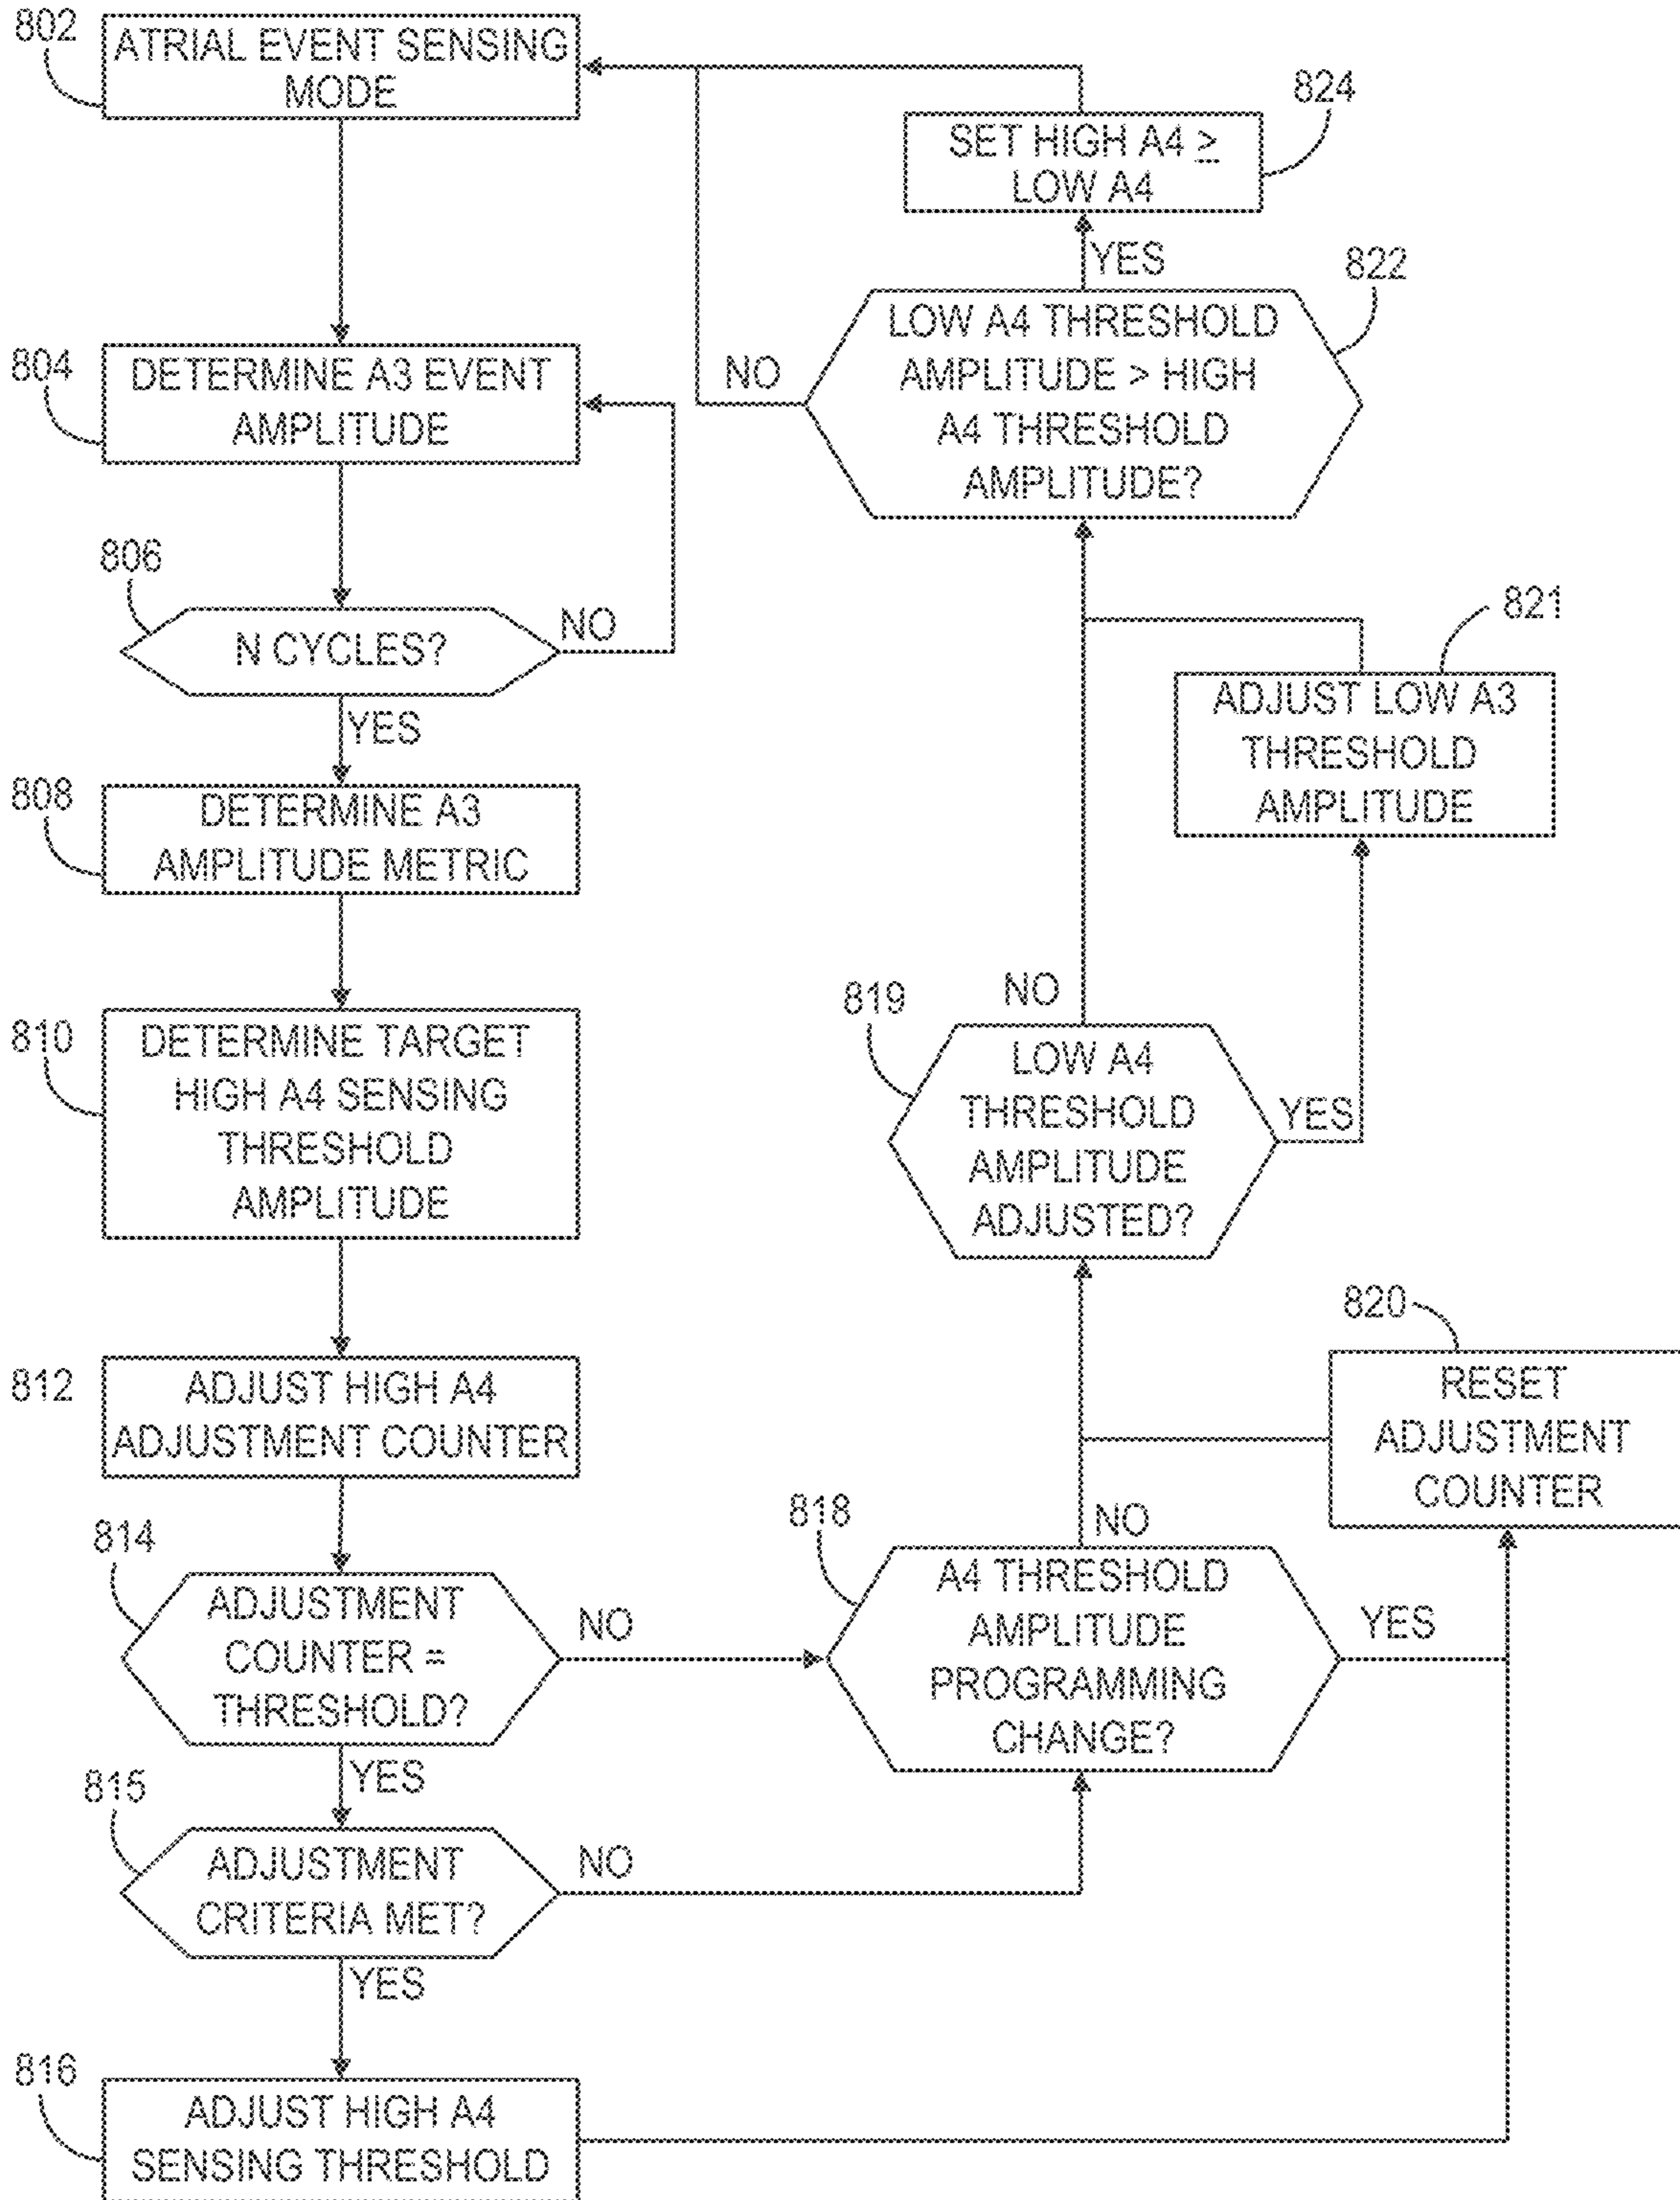 802
ATRIAL EVENT SENSING
MODE
804
DETERMINE A3 EVENT
AMPLITUDE
806
N CYCLES?
NO
YES
808
DETERMINE A3
AMPLITUDE METRIC
810
DETERMINE TARGET
HIGH A4 SENSING
THRESHOLD
AMPLITUDE
812
ADJUST HIGH A4
ADJUSTMENT COUNTER
814
ADJUSTMENT
COUNTER =
THRESHOLD?
NO
YES
815
ADJUSTMENT
CRITERIA MET?
NO
YES
816
ADJUST HIGH A4
SENSING THRESHOLD
818
A4 THRESHOLD
AMPLITUDE
PROGRAMMING
CHANGE?
NO
YES
820
RESET
ADJUSTMENT
COUNTER
819
LOW A4
THRESHOLD
AMPLITUDE
ADJUSTED?
NO
YES
821
ADJUST LOW A3
THRESHOLD
AMPLITUDE
822
LOW A4 THRESHOLD
AMPLITUDE > HIGH
A4 THRESHOLD
AMPLITUDE?
NO
YES
824
SET HIGH A4 ≥
LOW A4